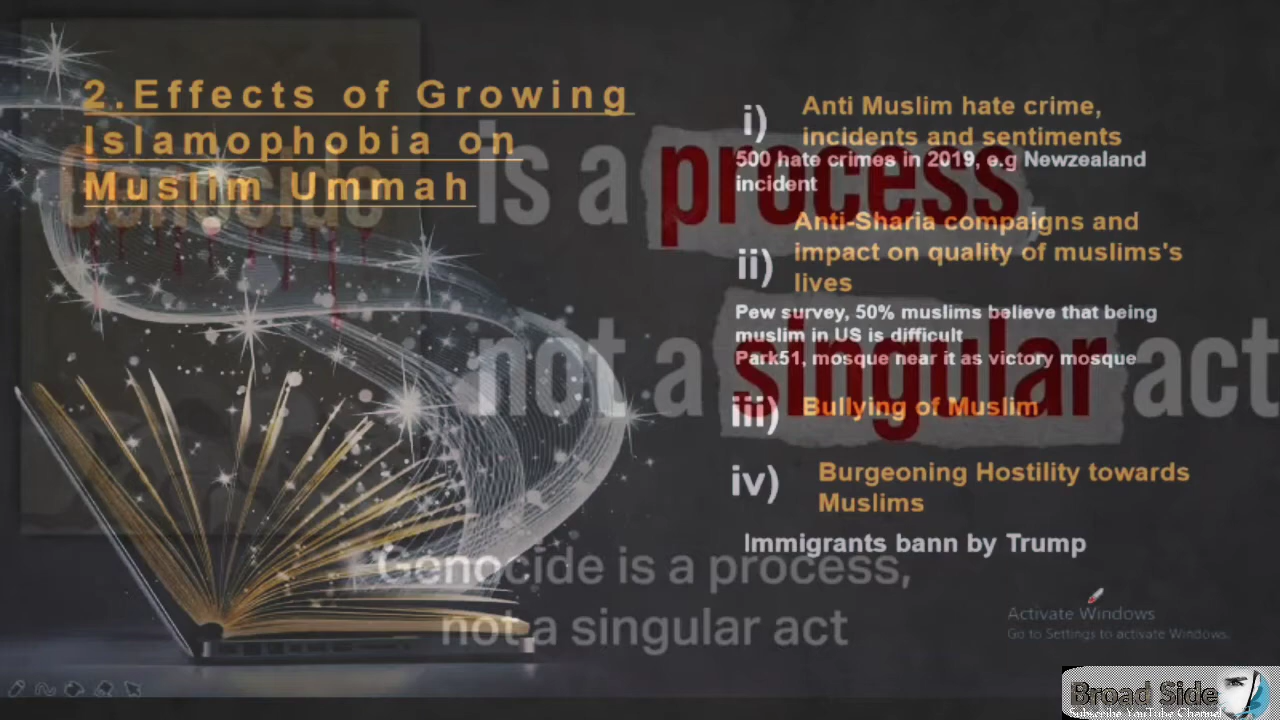 2.Effects of Growing
Islamophobia on
Muslim Ummah
i)
Anti Muslim hate crime,
incidents and sentiments
500 hate crimes in 2019, e.g Newzealand
incident
ii)
Anti-Sharia compaigns and
impact on quality of muslims's
lives
Pew survey, 50% muslims believe that being
muslim in US is difficult
Park51, mosque near it as victory mosque
iii)
Bullying of Muslim
iv)
Burgeoning Hostility towards
Muslims
Immigrants bann by Trump
Genocide is a process,
not a singular act
Genocide is a process,
not a singular act
Activate Windows
Go to Settings to activate Windows.
Broad Side
Subscribe YouTube Channel